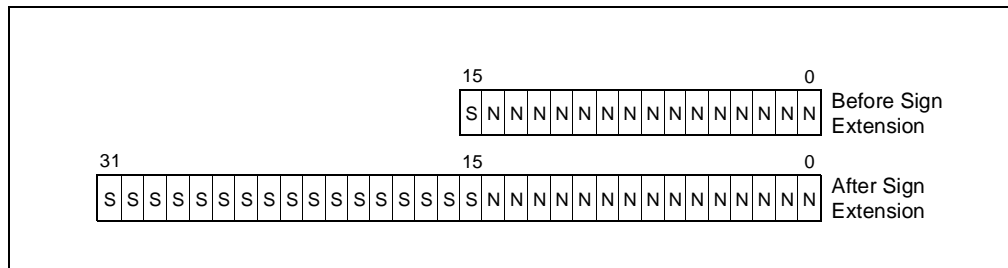 15 0
S N N N N N N N N N N N N N N N
Before Sign
Extension
31 15 0
S S S S S S S S S S S S S S S S S N N N N N N N N N N N N N N N
After Sign
Extension